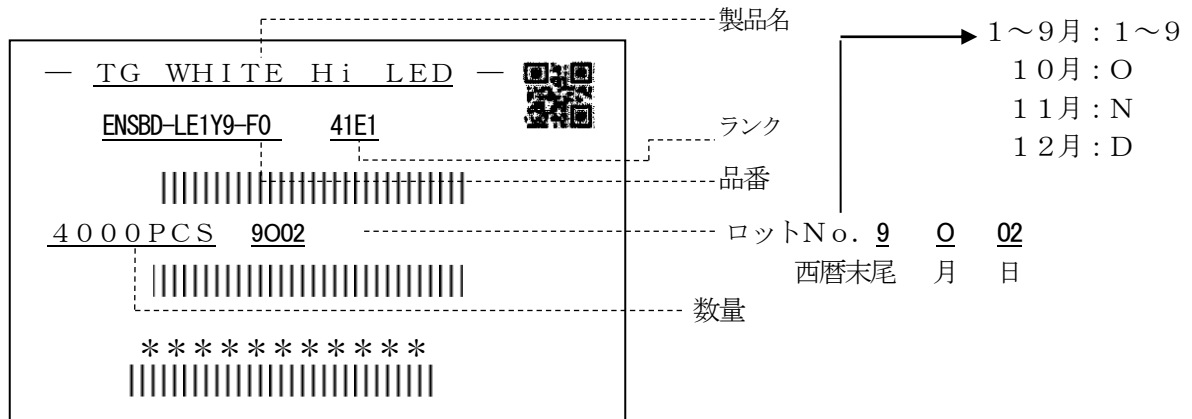 製品名
― TG WHITE Hi LED ―
ENSBD-LE1Y9-F0 41E1
ランク
品番
4000PCS 9O02
ロットNo. 9 O 02
西暦末尾 月 日
数量
***********
1~9月:1~9
10月:O
11月:N
12月:D